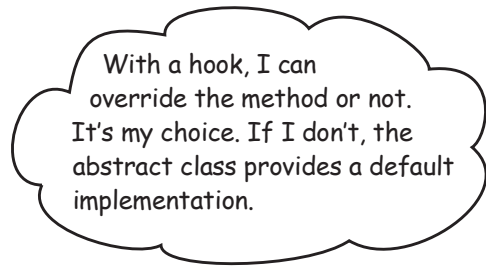 With a hook, I can
override the method or not.
It's my choice. If I don't, the
abstract class provides a default
implementation.